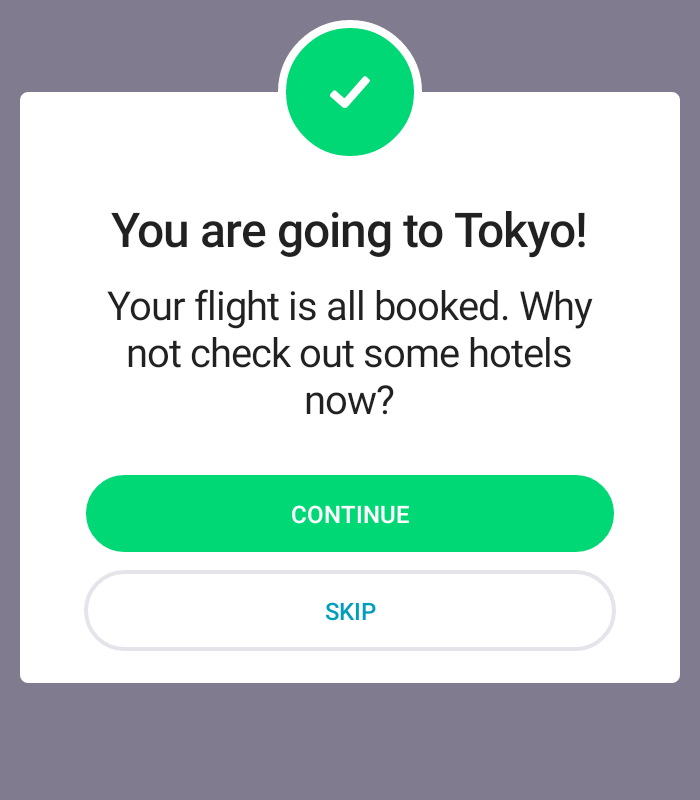 You are going to Tokyo!
Your flight is all booked. Why
not check out some hotels
now?
CONTINUE
SKIP